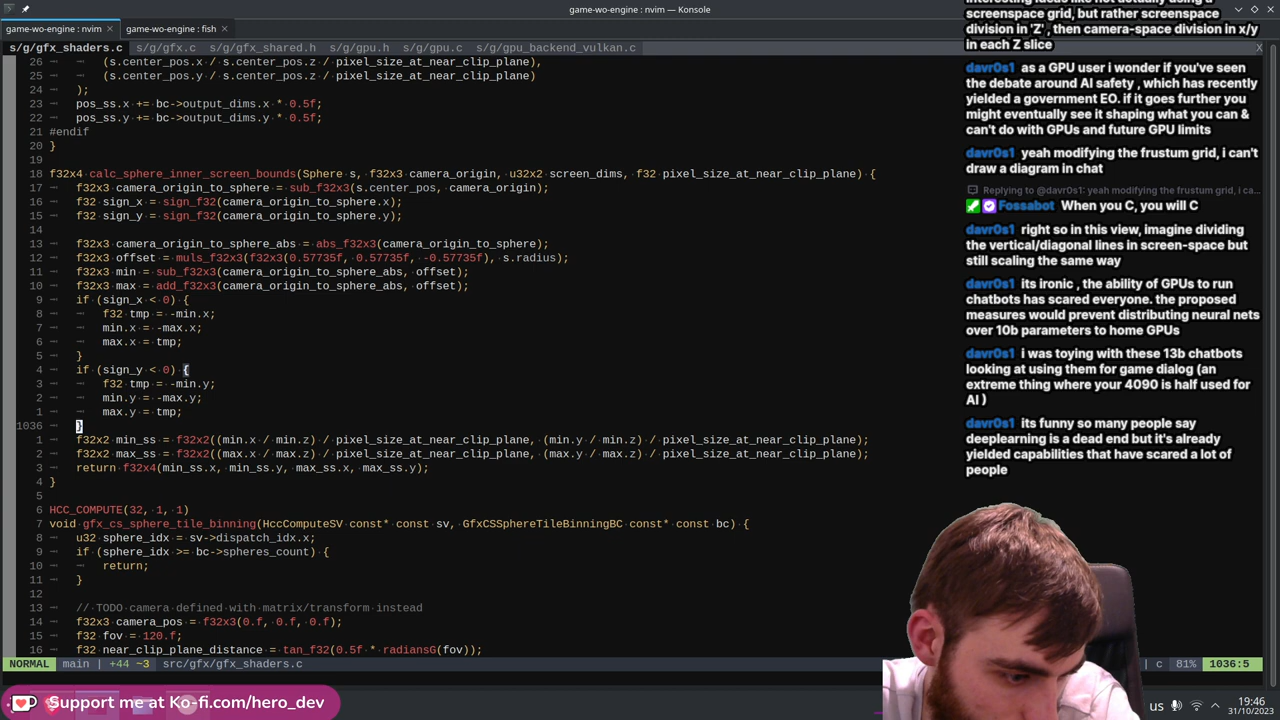 game-wo-engine : nvim — Konsole
game-wo-engine : nvim
game-wo-engine : fish
s/g/gfx_shaders.c s/g/gfx.c s/g/gfx_shared.h s/g/gpu.h s/g/gpu.c s/g/gpu_backend_vulkan.c X
26 (s.center_pos.x / s.center_pos.z / pixel_size_at_near_clip_plane),
25 (s.center_pos.y / s.center_pos.z / pixel_size_at_near_clip_plane)
24 );
23 pos_ss.x += bc->output_dims.x * 0.5f;
22 pos_ss.y += bc->output_dims.y * 0.5f;
21 #endif
20 }
19
18 f32x4 calc_sphere_inner_screen_bonds(Sphere s, f32x3 camera_origin, u32x2 screen_dims, f32 pixel_size_at_near_clip_plane) {
17 f32x3 camera_origin_to_sphere = sub_f32x3(s.center_pos, camera_origin);
16 f32 sign_x = sign_f32(camera_origin_to_sphere.x);
15 f32 sign_y = sign_f32(camera_origin_to_sphere.y);
14
13 f32x3 camera_origin_to_sphere_abs = abs_f32x3(camera_origin_to_sphere);
12 f32x3 offset = muls_f32x3(f32x3(0.57735f, 0.57735f, -0.57735f), s.radius);
11 f32x3 min = sub_f32x3(camera_origin_to_sphere_abs, offset);
10 f32x3 max = add_f32x3(camera_origin_to_sphere_abs, offset);
9 if (sign_x < 0) {
8 f32 tmp = -min.x;
7 min.x = -max.x;
6 max.x = tmp;
5 }
4 if (sign_y < 0) {
3 f32 tmp = -min.y;
2 min.y = -max.y;
1 max.y = tmp;
1036 }
1 f32x2 min_ss = f32x2((min.x / min.z) / pixel_size_at_near_clip_plane, (min.y / min.z) / pixel_size_at_near_clip_plane);
2 f32x2 max_ss = f32x2((max.x / max.z) / pixel_size_at_near_clip_plane, (max.y / max.z) / pixel_size_at_near_clip_plane);
3 return f32x4(min_ss.x, min_ss.y, max_ss.x, max_ss.y);
4 }
5
6 HCC_COMPUTE(32, 1, 1)
7 void gfx_cs_sphere_tile_binning(HccComputeSV const* const sv, GfxCSSphereTileBinningBC const* const bc) {
8 u32 sphere_idx = sv->dispatch_idx.x;
9 if (sphere_idx >= bc->spheres_count) {
10 return;
11 }
12
13 // TODO camera defined with matrix/transform instead
14 f32x3 camera_pos = f32x3(0.f, 0.f, 0.f);
15 f32 fov = 120.f;
16 f32 near_clip_plane_distance = tan_f32(0.5f * radiansG(fov));
NORMAL main | +44 ~3 src/gfx/gfx_shaders.c | c 81% 1036:5
Support me at Ko-fi.com/hero_dev
us
19:46
31/10/2023
screenspace grid, but rather screenspace
division in 'Z' , then camera-space division in x/y
in each Z slice
davr0s1 as a GPU user i wonder if you've seen
the debate around AI safety , which has recently
yielded a government EO. if it goes further you
might eventually see it shaping what you can &
can't do with GPUs and future GPU limits
davr0s1 yeah modifying the frustum grid, i can't
draw a diagram in chat
Replying to @davr0s1: yeah modifying the frustum grid, i ca...
Fossabot When you C, you will C
davr0s1 right so in this view, imagine dividing
the vertical/diagonal lines in screen-space but
still scaling the same way
davr0s1 its ironic , the ability of GPUs to run
chatbots has scared everyone. the proposed
measures would prevent distributing neural nets
over 10b parameters to home GPUs
davr0s1 i was toying with these 13b chatbots
looking at using them for game dialog (an
extreme thing where your 4090 is half used for
AI )
davr0s1 its funny so many people say
deeplearning is a dead end but it's already
yielded capabilities that have scared a lot of
people